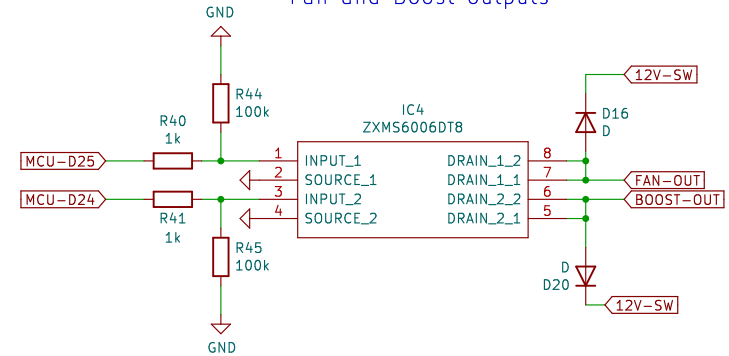 Fan and Boost Outputs
GND
12V-SW
R44
100k
D16
D
R40
1k
IC4
ZXMS6006DT8
MCU-D25
1
INPUT_1
DRAIN_1_2
8
2
SOURCE_1
DRAIN_1_1
7
FAN-OUT
MCU-D24
3
INPUT_2
DRAIN_2_2
6
BOOST-OUT
4
SOURCE_2
DRAIN_2_1
5
R41
1k
R45
100k
D
D20
12V-SW
GND